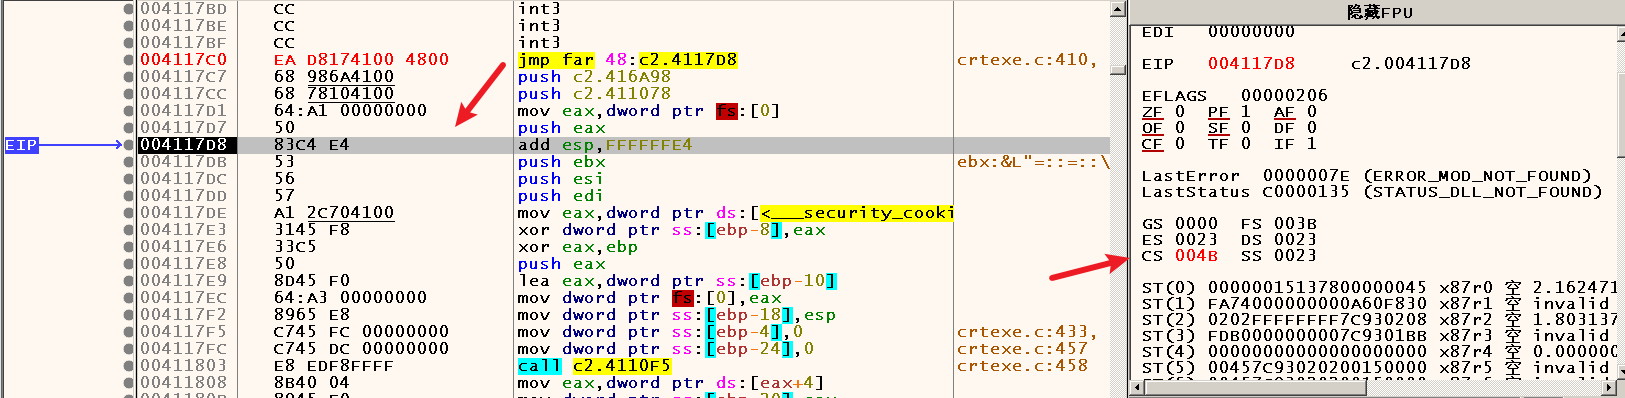 004117BD CC int3
004117BE CC int3
004117BF CC int3
004117C0 EA D8174100 4800 jmp far 48:c2.4117D8 crtexe.c:410,
004117C7 68 986A4100 push c2.416A98
004117CC 68 78104100 push c2.411078
004117D1 64:A1 00000000 mov eax,dword ptr fs:[0]
004117D7 50 push eax
EIP 004117D8 83C4 E4 add esp,FFFFFFE4
004117DB 53 push ebx ebx:&L"=::=::\
004117DC 56 push esi
004117DD 57 push edi
004117DE A1 2C704100 mov eax,dword ptr ds:[<___security_cooki
004117E3 3145 F8 xor dword ptr ss:[ebp-8],eax
004117E6 33C5 xor eax,ebp
004117E8 50 push eax
004117E9 8D45 F0 lea eax,dword ptr ss:[ebp-10]
004117EC 64:A3 00000000 mov dword ptr fs:[0],eax
004117F2 8965 E8 mov dword ptr ss:[ebp-18],esp
004117F5 C745 FC 00000000 mov dword ptr ss:[ebp-4],0 crtexe.c:433,
004117FC C745 DC 00000000 mov dword ptr ss:[ebp-24],0 crtexe.c:457
00411803 E8 EDF8FFFF call c2.4110F5 crtexe.c:458
00411808 8B40 04 mov eax,dword ptr ds:[eax+4]
隐藏FPU
EDI 00000000
EIP 004117D8 c2.004117D8
EFLAGS 00000206
ZF 0 PF 1 AF 0
OF 0 SF 0 DF 0
CF 0 TF 0 IF 1
LastError 0000007E (ERROR_MOD_NOT_FOUND)
LastStatus C0000135 (STATUS_DLL_NOT_FOUND)
GS 0000 FS 003B
ES 0023 DS 0023
CS 004B SS 0023
ST(0) 00000015137800000045 x87r0 空 2.162471
ST(1) FA74000000000A60F830 x87r1 空 invalid
ST(2) 0202FFFFFFFF7C930208 x87r2 空 1.803137
ST(3) FDB0000000007C9301BB x87r3 空 invalid
ST(4) 00000000000000000000 x87r4 空 0.000000
ST(5) 00457C93020200150000 x87r5 空 invalid